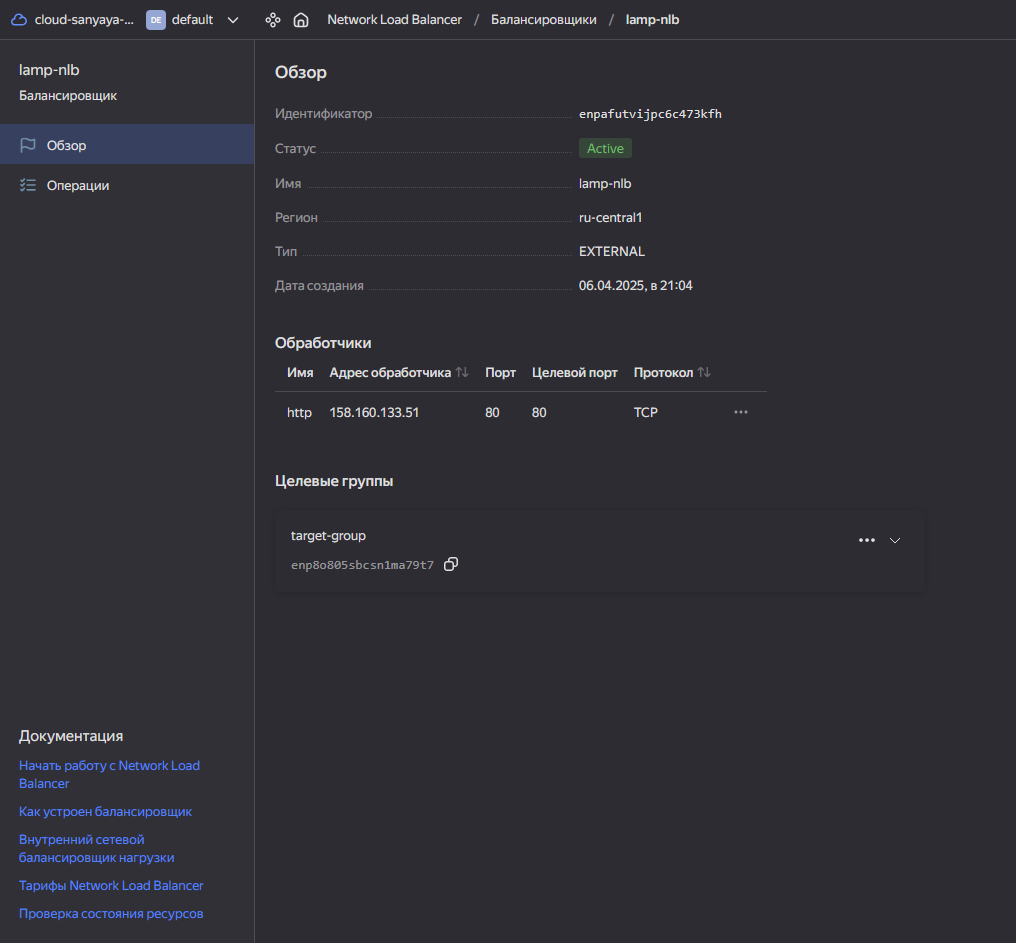 cloud-sanyaya-... DE default Network Load Balancer / Балансировщики / lamp-nlb
lamp-nlb
Балансировщик
Обзор
Операции
Документация
Начать работу с Network Load
Balancer
Как устроен балансировщик
Внутренний сетевой
балансировщик нагрузки
Тарифы Network Load Balancer
Проверка состояния ресурсов
Обзор
Идентификатор enpafutvijpc6c473kfh
Статус Active
Имя lamp-nlb
Регион ru-central1
Тип EXTERNAL
Дата создания 06.04.2025, в 21:04
Обработчики
Имя Адрес обработчика Порт Целевой порт Протокол
http 158.160.133.51 80 80 TCP
Целевые группы
target-group
enp8o805sbcsn1ma79t7